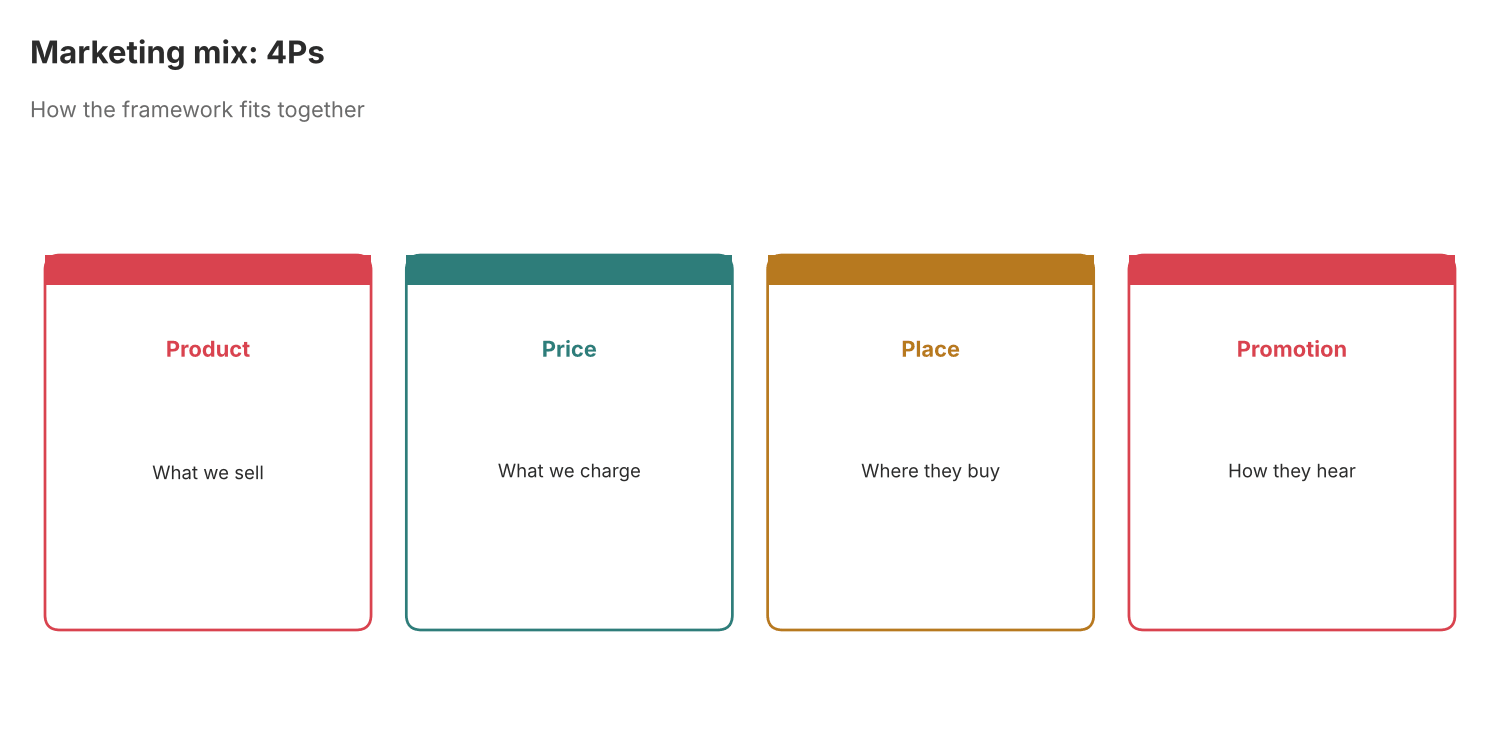 Marketing mix: 4Ps
How the framework fits together
Product
What we sell
Price
What we charge
Place
Where they buy
Promotion
How they hear